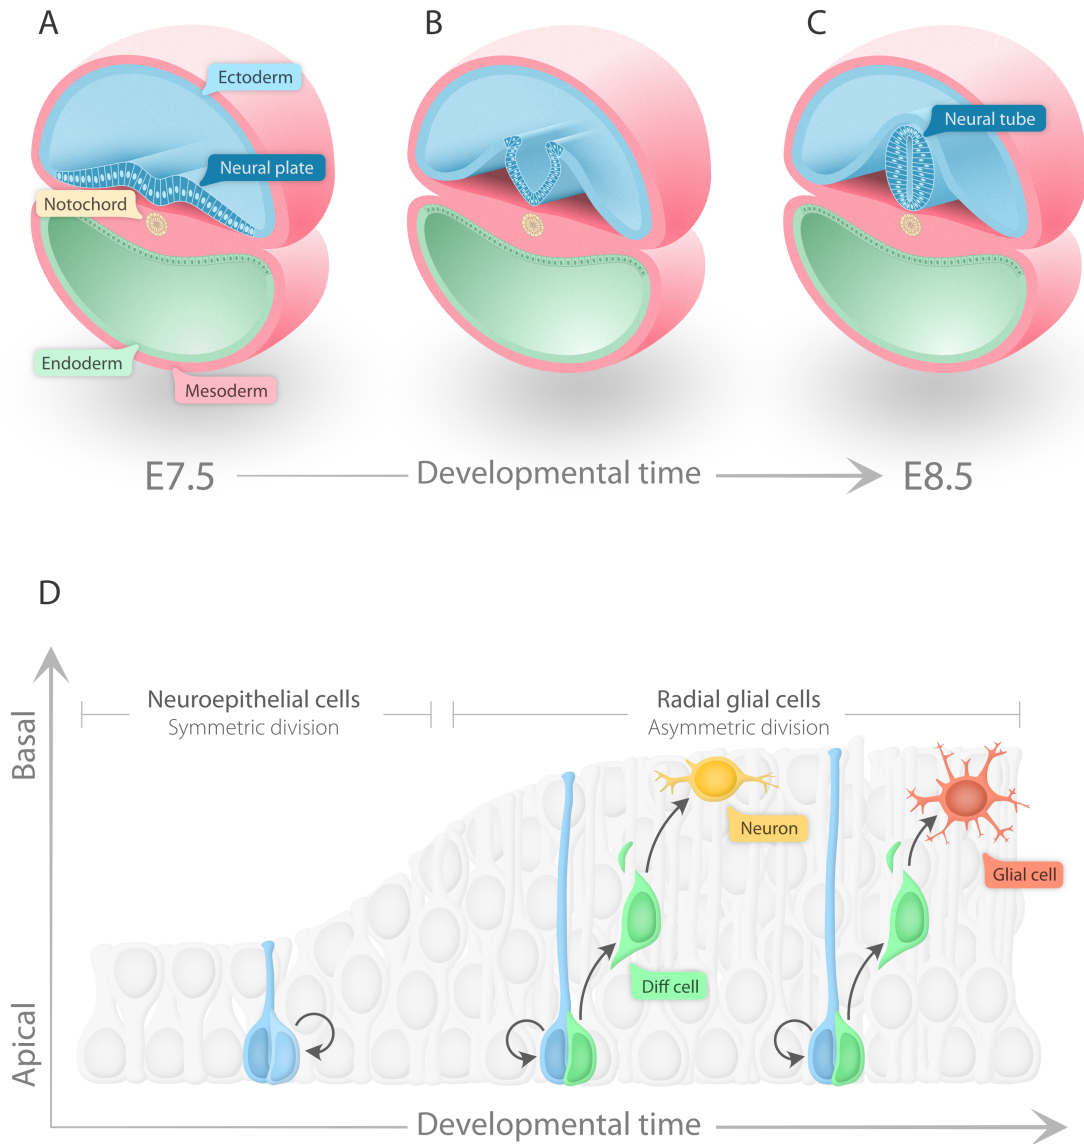 A
B
C
Ectoderm
Neural tube
Neural plate
Notochord
Endoderm
Mesoderm
E7.5
Developmental time
E8.5
D
Basal
Apical
Neuroepithelial cells
Symmetric division
Radial glial cells
Asymmetric division
Neuron
Glial cell
Diff cell
Developmental time